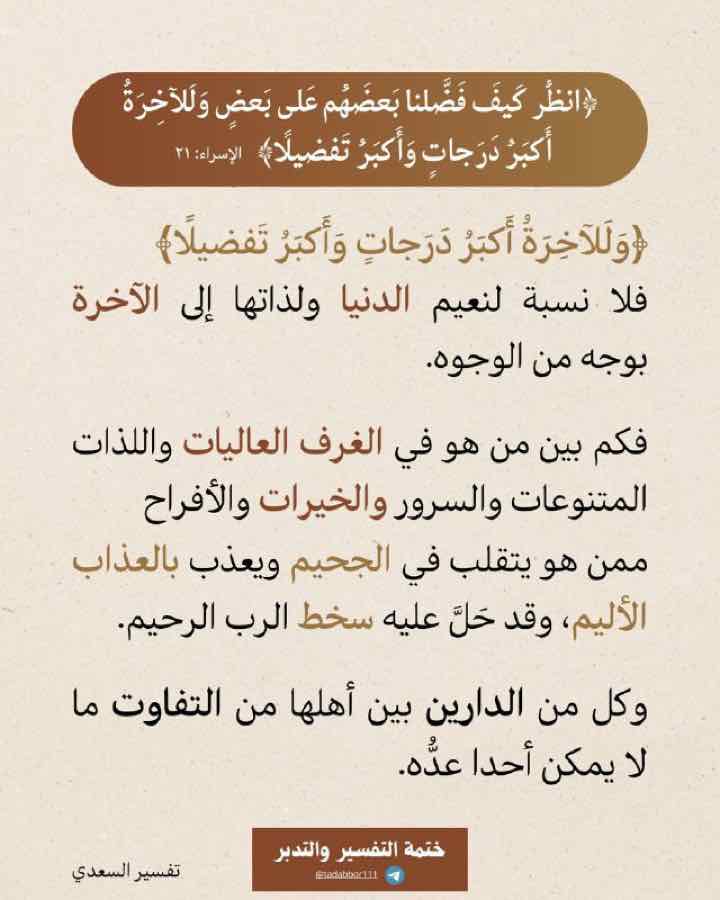 ﴿انظُر كَيفَ فَضَّلنا بَعضَهُم عَلى بَعضٍ وَلَلآخِرَةُ
أَكبَرُ دَرَجاتٍ وَأَكبَرُ تَفضيلًا﴾ الإسراء: ٢١
﴿وَلَلآخِرَةُ أَكبَرُ دَرَجاتٍ وَأَكبَرُ تَفضيلًا﴾
فلا نسبة لنعيم الدنيا ولذاتها إلى الآخرة
بوجه من الوجوه.
فكم بين من هو في الغرف العاليات واللذات
المتنوعات والسرور والخيرات والأفراح
ممن هو يتقلب في الجحيم ويعذب بالعذاب
الأليم، وقد حَلَّ عليه سخط الرب الرحيم.
وكل من الدارين بين أهلها من التفاوت ما
لا يمكن أحدا عدُّه.
ختمة التفسير والتدبر
@tadabbor111
تفسير السعدي